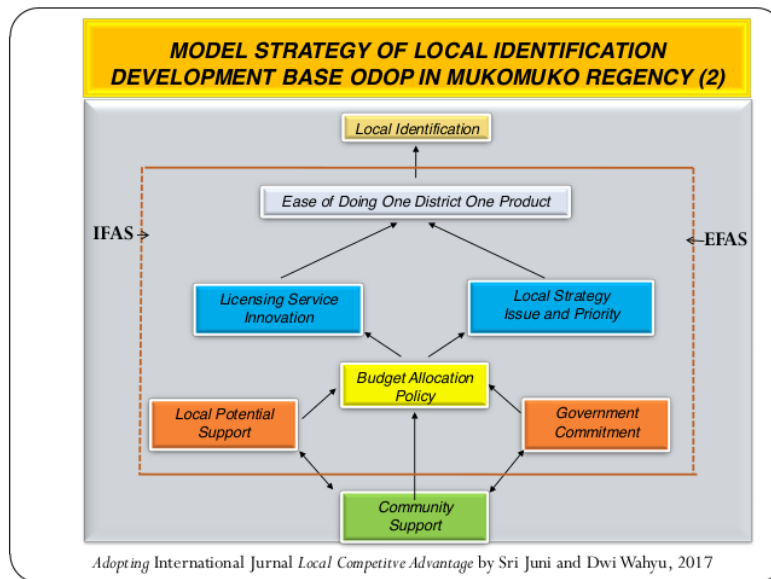 MODEL STRATEGY OF LOCAL IDENTIFICATION
DEVELOPMENT BASE ODOP IN MUKOMUKO REGENCY (2)
Local Identification
Ease of Doing One District One Product
IFAS
EFAS
Licensing Service
Innovation
Local Strategy
Issue and Priority
Budget Allocation
Policy
Local Potential
Support
Government
Commitment
Community
Support
Adopting International Jurnal Local Competitve Advantage by Sri Juni and Dwi Wahyu, 2017